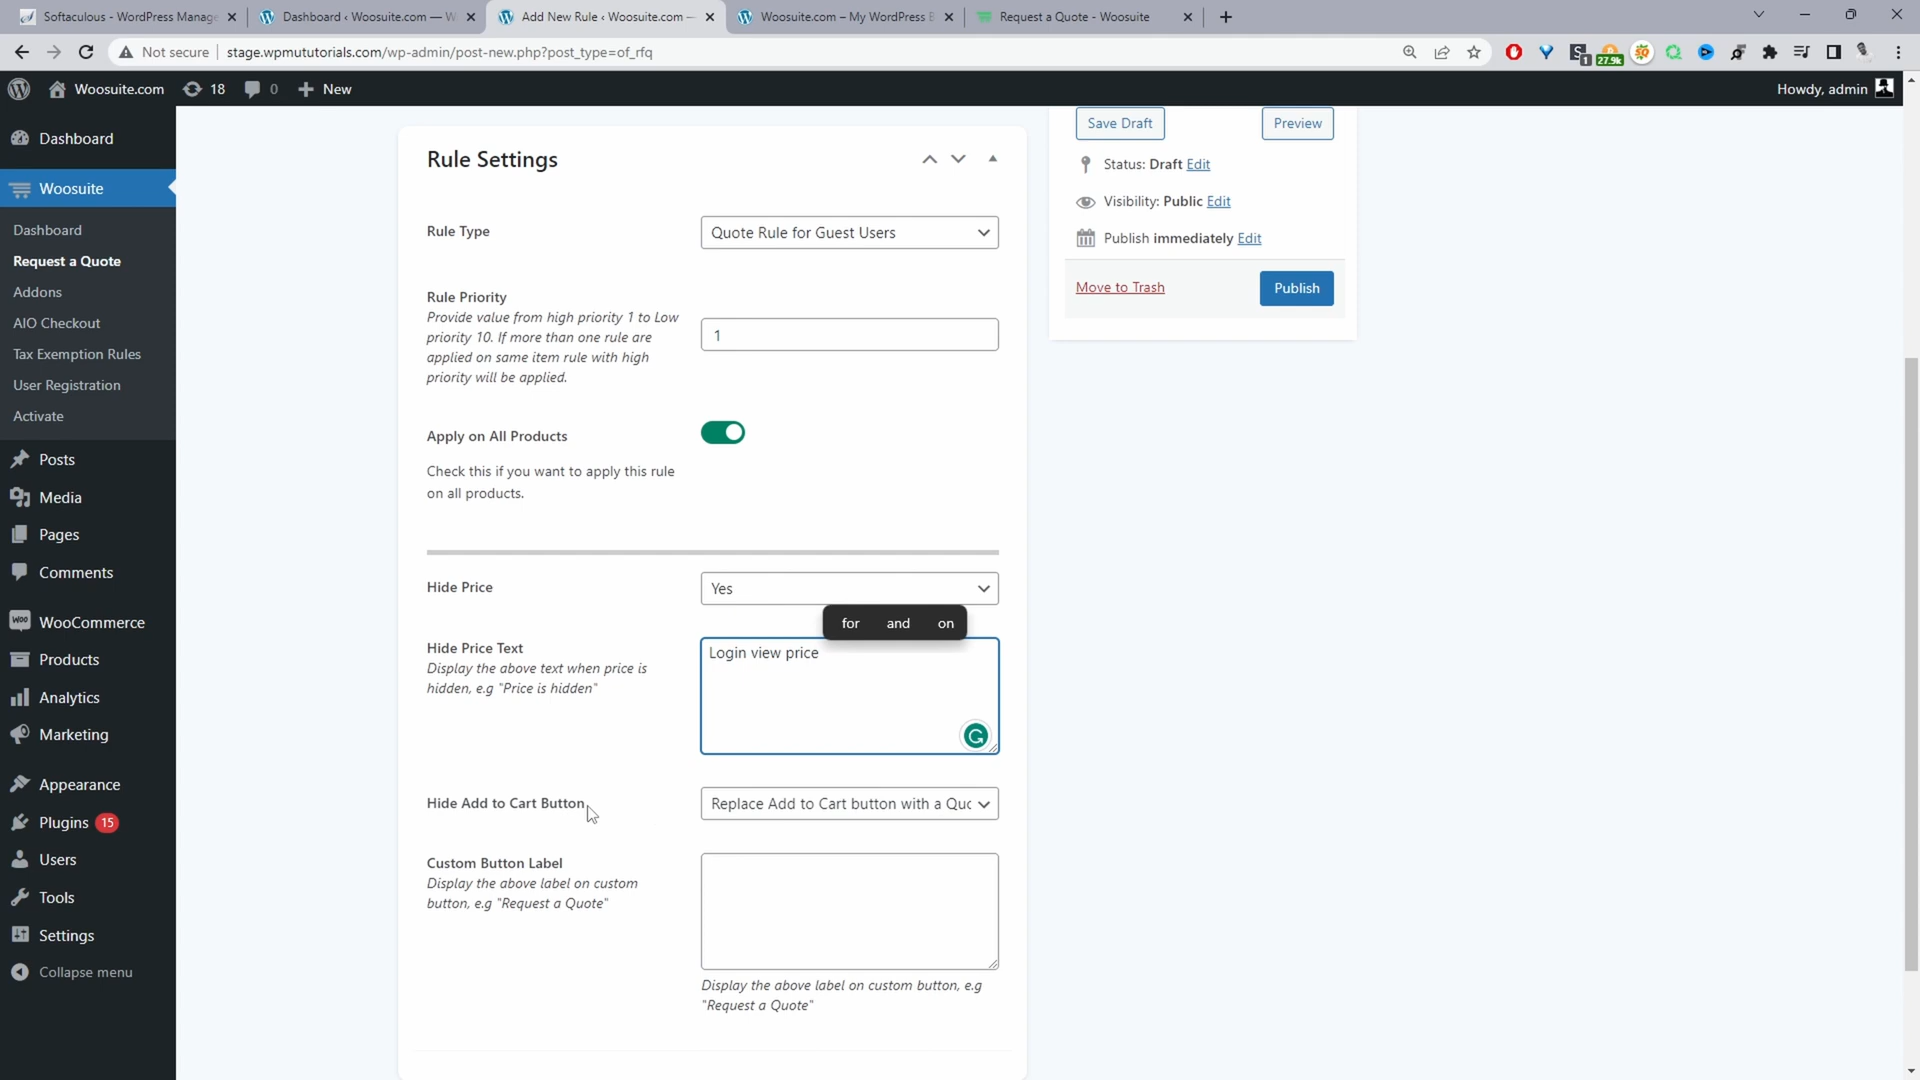 Softaculous - WordPress Manage
Dashboard ‹ Woosuite.com — W
Add New Rule ‹ Woosuite.com —
Woosuite.com – My WordPress B
Request a Quote - Woosuite
Not secure
stage.wpmututorials.com/wp-admin/post-new.php?post_type=of_rfq
1
27.9k
Woosuite.com
18
0
New
Howdy, admin
Dashboard
Woosuite
Dashboard
Request a Quote
Addons
AIO Checkout
Tax Exemption Rules
User Registration
Activate
Posts
Media
Pages
Comments
WooCommerce
Products
Analytics
Marketing
Appearance
Plugins 15
Users
Tools
Settings
Collapse menu
Rule Settings
Rule Type
Quote Rule for Guest Users
Rule Priority
Provide value from high priority 1 to Low
priority 10. If more than one rule are
applied on same item rule with high
priority will be applied.
1
Apply on All Products
Check this if you want to apply this rule
on all products.
Hide Price
Yes
for and on
Hide Price Text
Display the above text when price is
hidden, e.g "Price is hidden"
Login view price
Hide Add to Cart Button
Replace Add to Cart button with a Quo
Custom Button Label
Display the above label on custom
button, e.g "Request a Quote"
Display the above label on custom button, e.g
"Request a Quote"
Save Draft
Preview
Status: Draft Edit
Visibility: Public Edit
Publish immediately Edit
Move to Trash
Publish